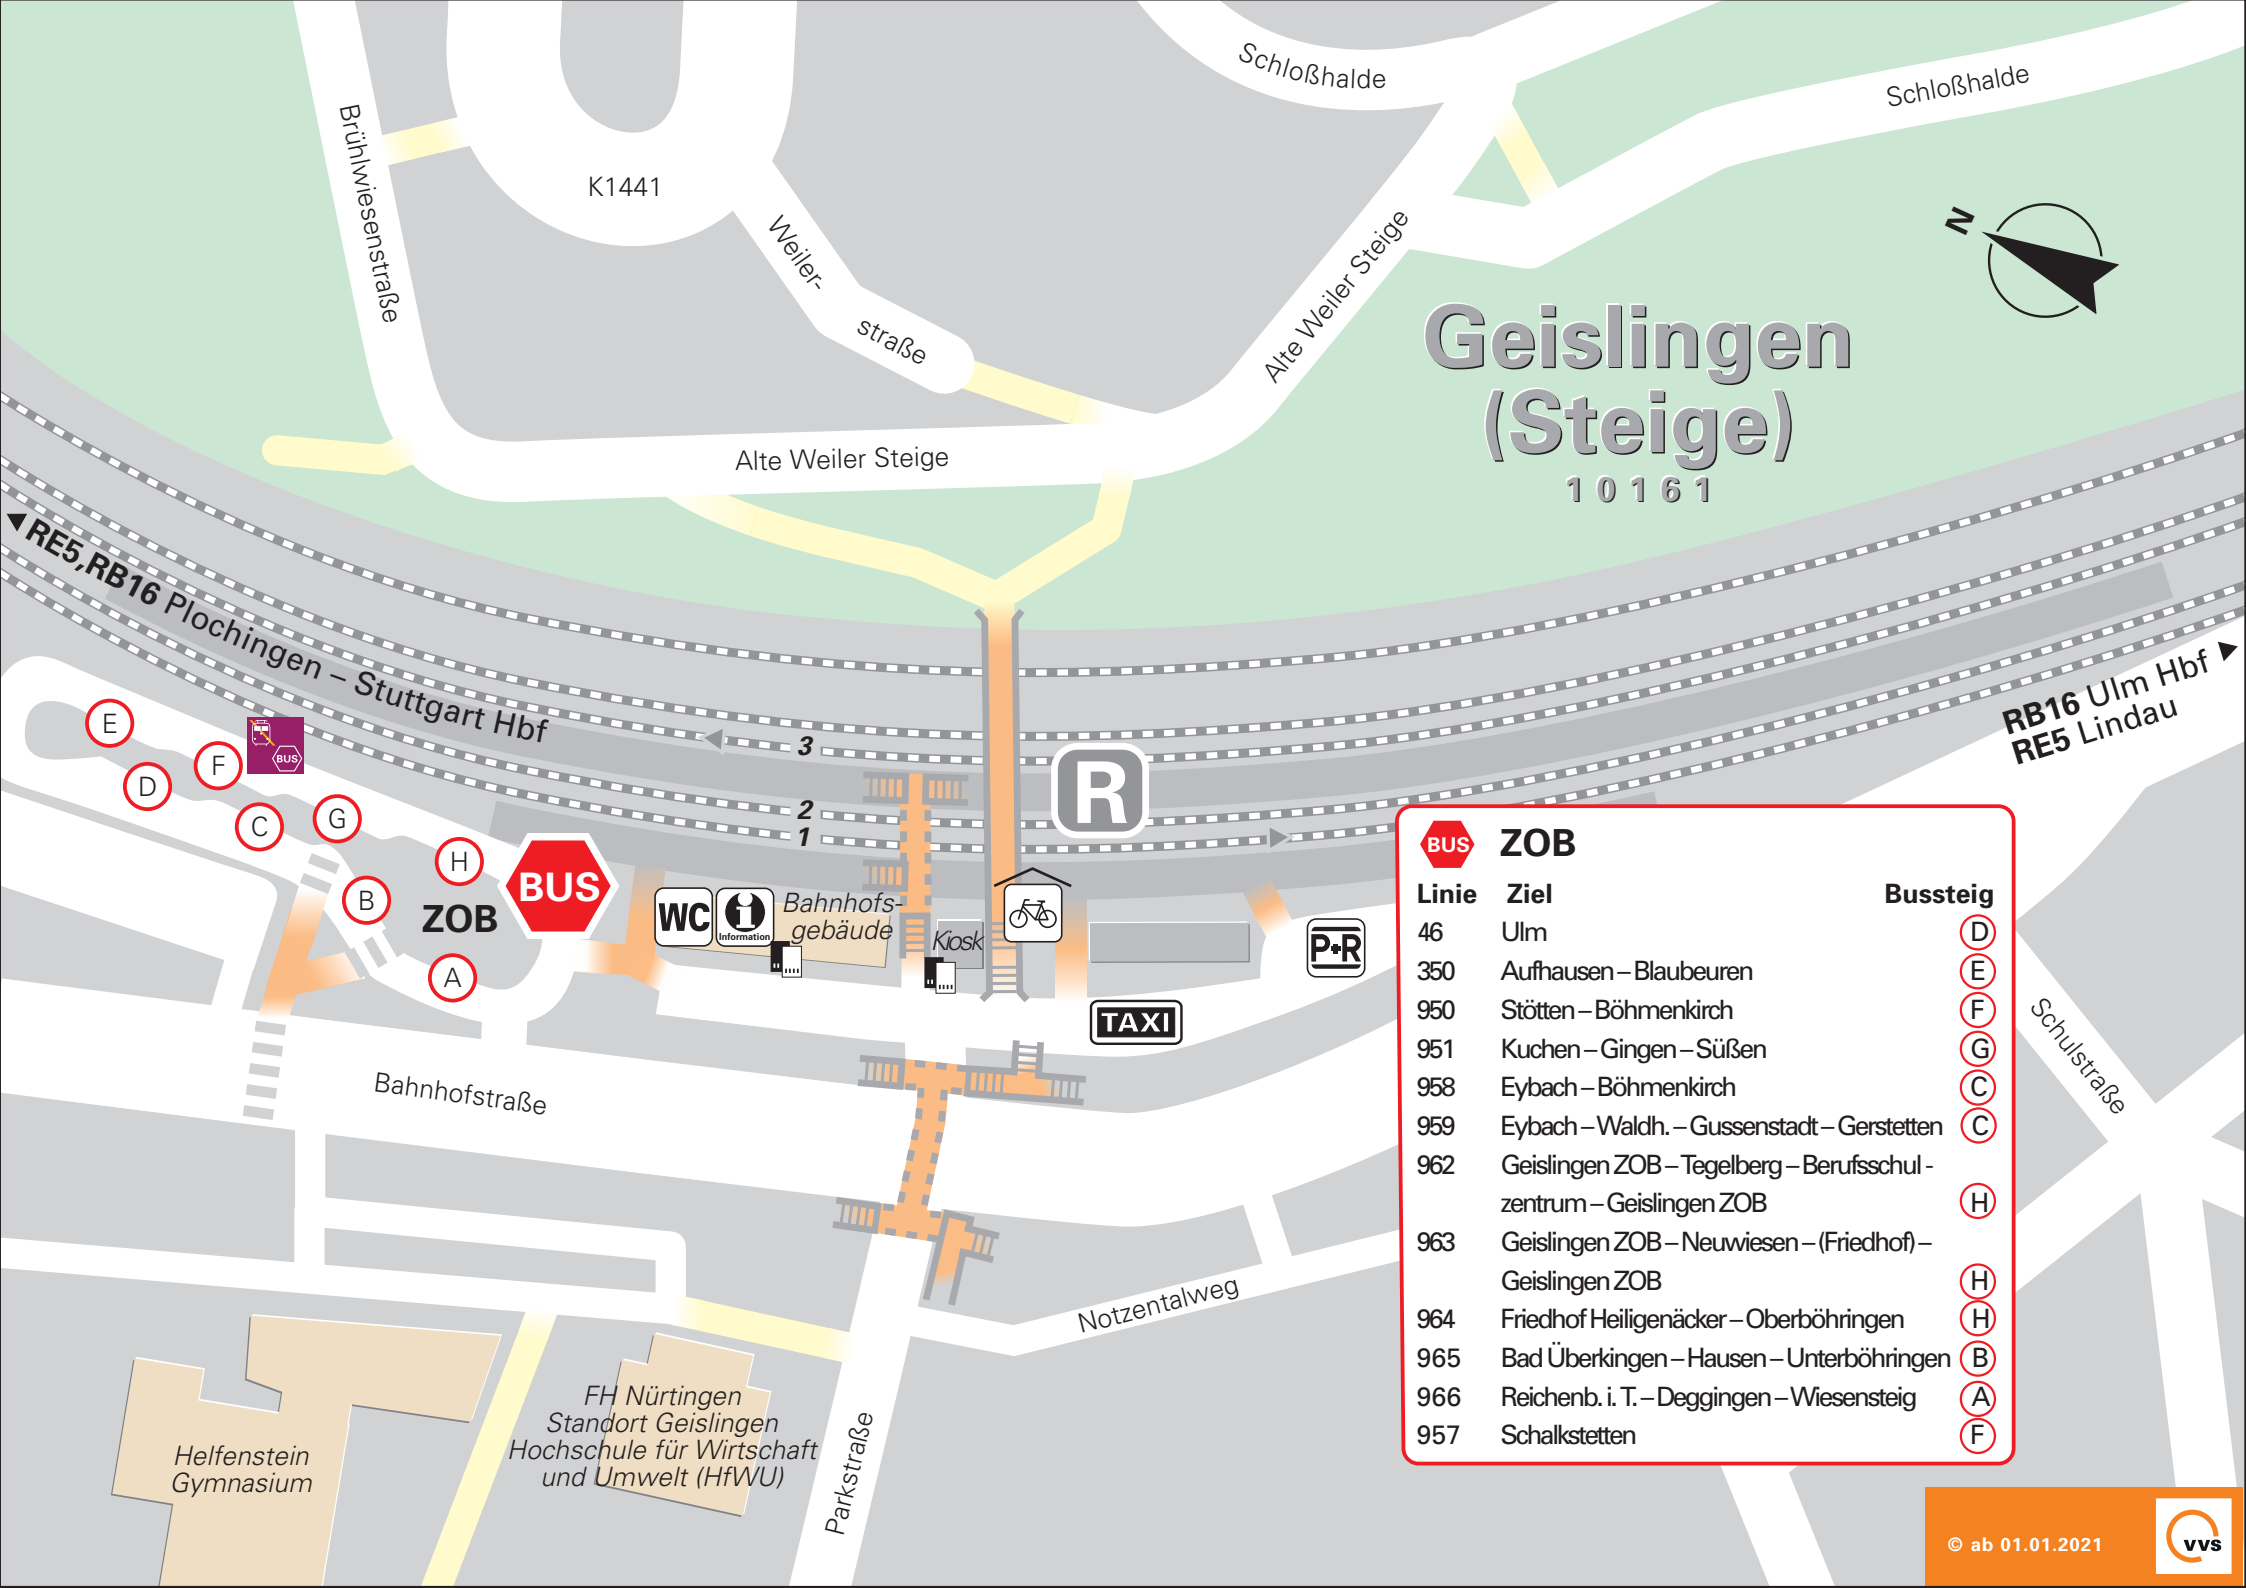 Schloßhalde
Schloßhalde
Brühlwiesenstraße
K1441
Weiler-
straße
Alte Weiler Steige
Alte Weiler Steige
N
Geislingen
(Steige)
10161
RE5,RB16 Plochingen – Stuttgart Hbf
RB16 Ulm Hbf
RE5 Lindau
3
2
1
R
E
F
BUS
D
C
G
H
B
A
ZOB
BUS
WC
i
Information
Bahnhofs-
gebäude
Kiosk
P+R
TAXI
Bahnhofstraße
Schulstraße
Notzentalweg
Parkstraße
Helfenstein
Gymnasium
FH Nürtingen
Standort Geislingen
Hochschule für Wirtschaft
und Umwelt (HfWU)
BUS ZOB
Linie Ziel Bussteig
46 Ulm D
350 Aufhausen – Blaubeuren E
950 Stötten – Böhmenkirch F
951 Kuchen – Gingen – Süßen G
958 Eybach – Böhmenkirch C
959 Eybach – Waldh. – Gussenstadt – Gerstetten C
962 Geislingen ZOB – Tegelberg – Berufsschul-
zentrum – Geislingen ZOB H
963 Geislingen ZOB – Neuwiesen – (Friedhof) –
Geislingen ZOB H
964 Friedhof Heiligenäcker – Oberböhringen H
965 Bad Überkingen – Hausen – Unterböhringen B
966 Reichenb. i. T. – Deggingen – Wiesensteig A
957 Schalkstetten F
© ab 01.01.2021
vvs